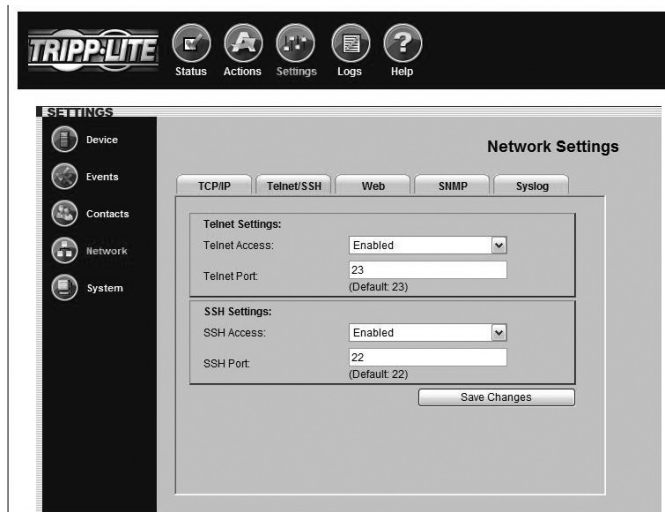 TRIPP·LITE
Status Actions Settings Logs Help
SETTINGS
Device
Events
Contacts
Network
System
Network Settings
TCP/IP Telnet/SSH Web SNMP Syslog
Telnet Settings:
Telnet Access: Enabled
Telnet Port: 23
(Default: 23)
SSH Settings:
SSH Access: Enabled
SSH Port: 22
(Default: 22)
Save Changes